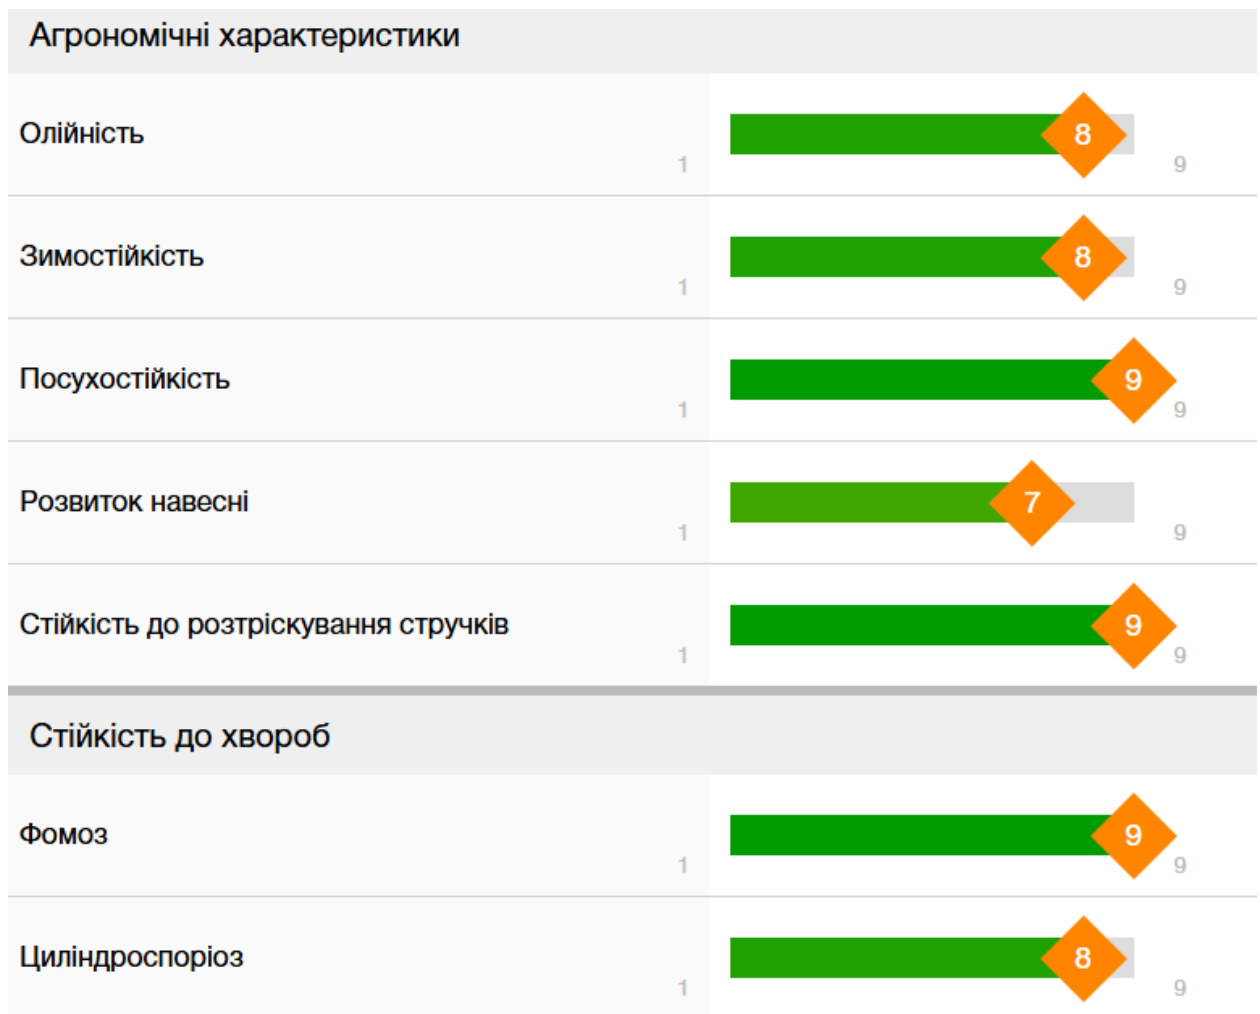 Агрономічні характеристики
Олійність
1 8 9
Зимостійкість
1 8 9
Посухостійкість
1 9 9
Розвиток навесні
1 7 9
Стійкість до розтріскування стручків
1 9 9
Стійкість до хвороб
Фомоз
1 9 9
Циліндроспоріоз
1 8 9